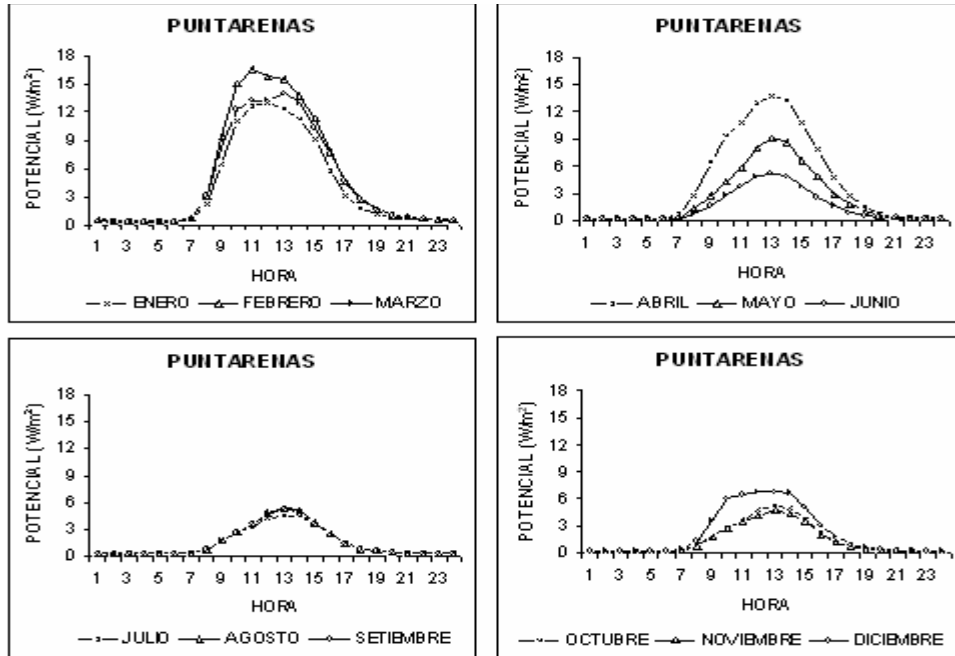 PUNTARENAS
POTENCIAL (W/m²)
18
15
12
9
6
3
0
1 3 5 7 9 11 13 15 17 19 21 23
HORA
ENERO FEBRERO MARZO
PUNTARENAS
POTENCIAL (W/m²)
18
15
12
9
6
3
0
1 3 5 7 9 11 13 15 17 19 21 23
HORA
ABRIL MAYO JUNIO
PUNTARENAS
POTENCIAL (W/m²)
18
15
12
9
6
3
0
1 3 5 7 9 11 13 15 17 19 21 23
HORA
JULIO AGOSTO SETIEMBRE
PUNTARENAS
POTENCIAL (W/m²)
18
15
12
9
6
3
0
1 3 5 7 9 11 13 15 17 19 21 23
HORA
OCTUBRE NOVIEMBRE DICIEMBRE